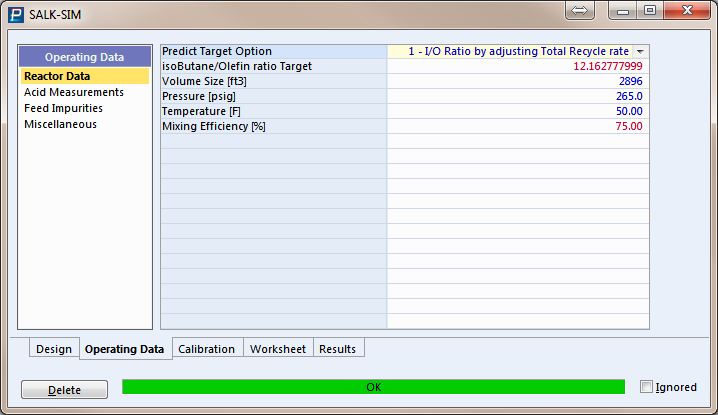 SALK-SIM
Operating Data
Reactor Data
Acid Measurements
Feed Impurities
Miscellaneous
Predict Target Option 1 - I/O Ratio by adjusting Total Recycle rate
isoButane/Olefin ratio Target 12.162777999
Volume Size [ft3] 2896
Pressure [psig] 265.0
Temperature [F] 50.00
Mixing Efficiency [%] 75.00
Design Operating Data Calibration Worksheet Results
Delete OK Ignored